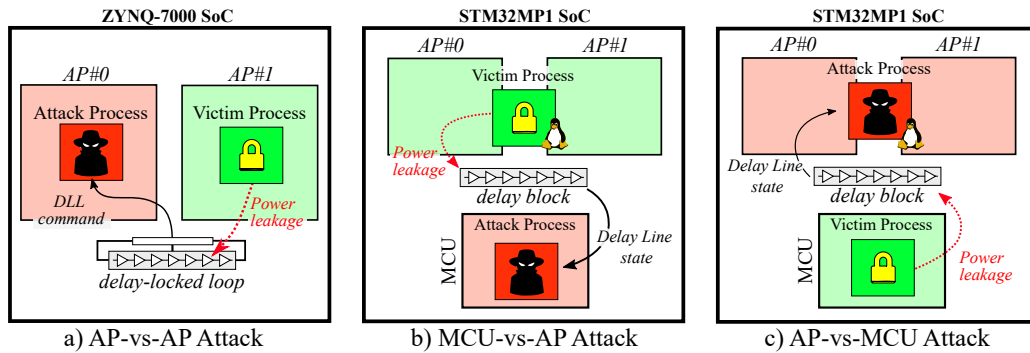 ZYNQ-7000 SoC
AP#0
AP#1
Attack Process
Victim Process
DLL
command
Power
leakage
delay-locked loop
a) AP-vs-AP Attack
STM32MP1 SoC
AP#0
AP#1
Victim Process
Power
leakage
delay block
Attack Process
MCU
Delay Line
state
b) MCU-vs-AP Attack
STM32MP1 SoC
AP#0
AP#1
Attack Process
Delay Line
state
delay block
Victim Process
MCU
Power
leakage
c) AP-vs-MCU Attack